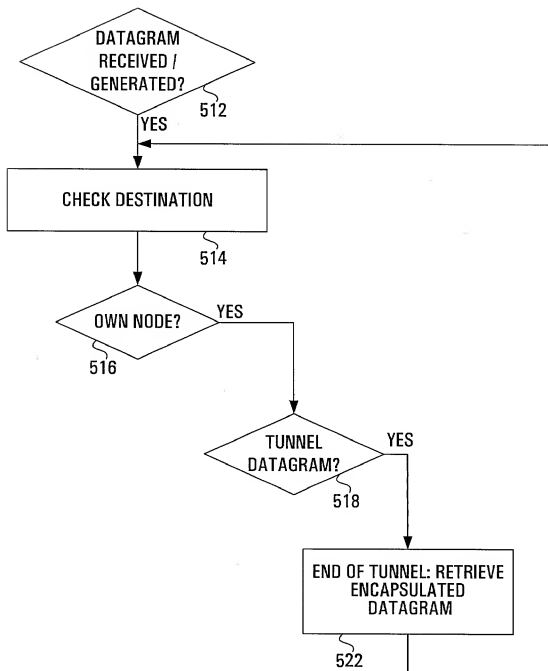 DATAGRAM
RECEIVED /
GENERATED?
512
YES
CHECK DESTINATION
514
OWN NODE?
YES
516
TUNNEL
DATAGRAM?
YES
518
END OF TUNNEL: RETRIEVE
ENCAPSULATED
DATAGRAM
522